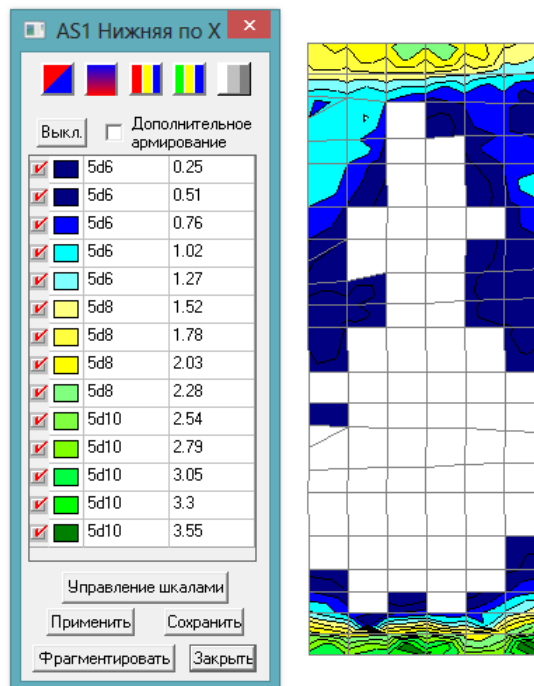 AS1 Нижняя по X
Выкл.
Дополнительное
армирование
5d6 0.25
5d6 0.51
5d6 0.76
5d6 1.02
5d6 1.27
5d8 1.52
5d8 1.78
5d8 2.03
5d8 2.28
5d10 2.54
5d10 2.79
5d10 3.05
5d10 3.3
5d10 3.55
Управление шкалами
Применить Сохранить
Фрагментировать Закрыть